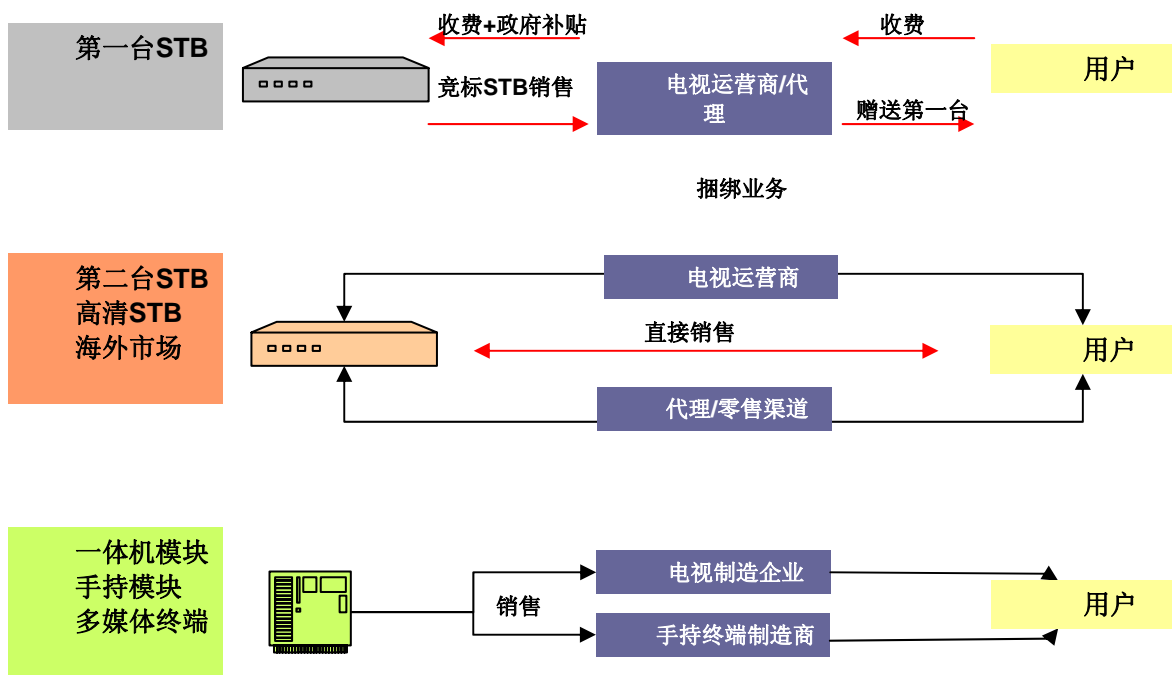 第一台STB
收费+政府补贴
收费
竞标STB销售
电视运营商/代
理
赠送第一台
用户
捆绑业务
第二台STB
高清STB
海外市场
电视运营商
直接销售
用户
代理/零售渠道
一体机模块
手持模块
多媒体终端
销售
电视制造企业
手持终端制造商
用户